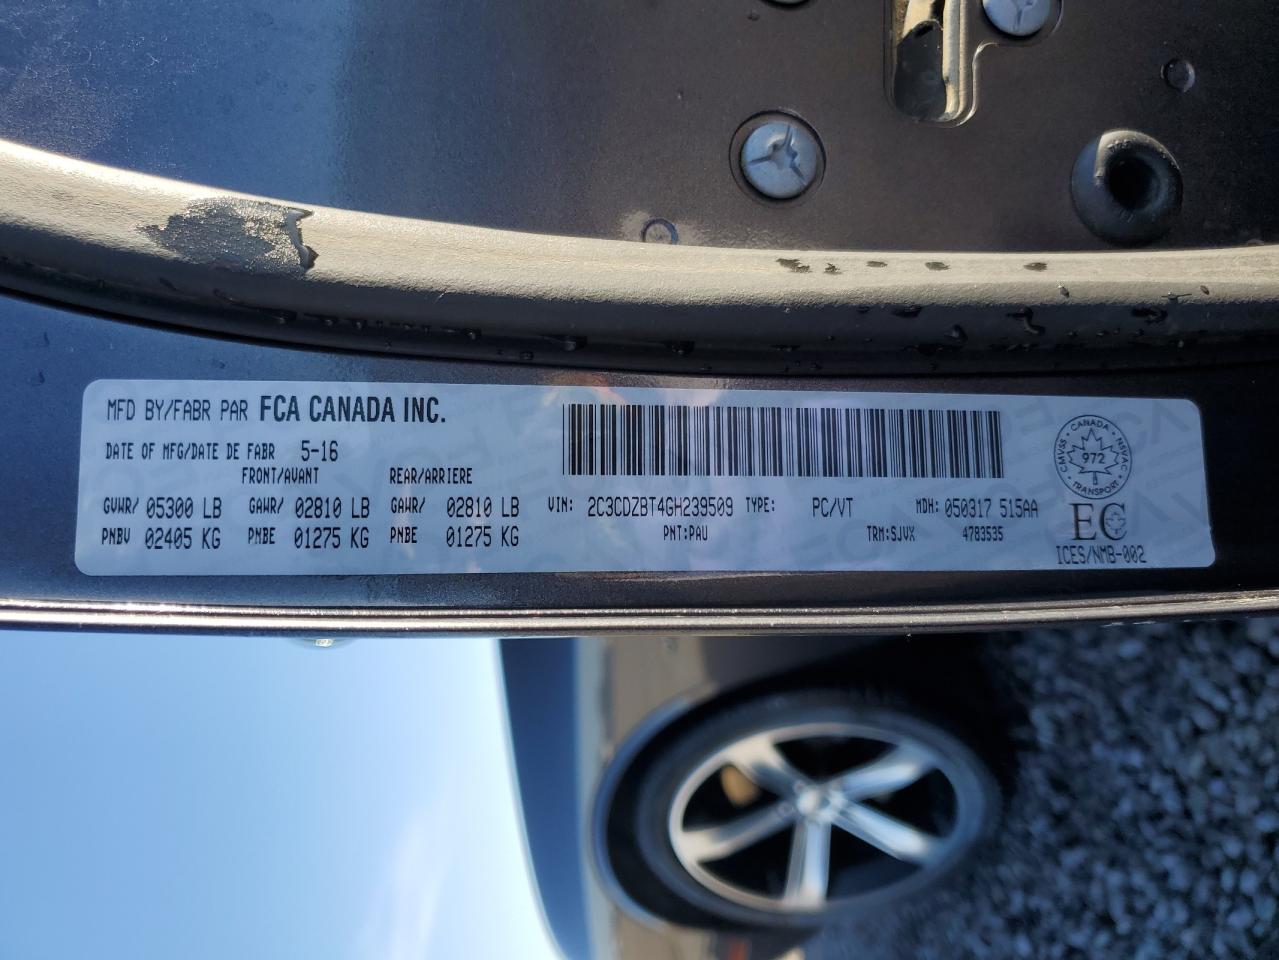 MFD BY/FABR PAR FCA CANADA INC.
DATE OF MFG/DATE DE FABR 5-16
FRONT/AVANT REAR/ARRIERE
GVWR/ 05300 LB GAWR/ 02810 LB GAWR/ 02810 LB VIN: 2C3CDZBT4GH239509 TYPE: PC/VT MDH: 050317 515AA
PNBV 02405 KG PNBE 01275 KG PNBE 01275 KG PNT:PAU TRM:SJVX 4783535
CANADA
CMVSS NSVAC
972
TRANSPORT
EC
ICES/NMB-002